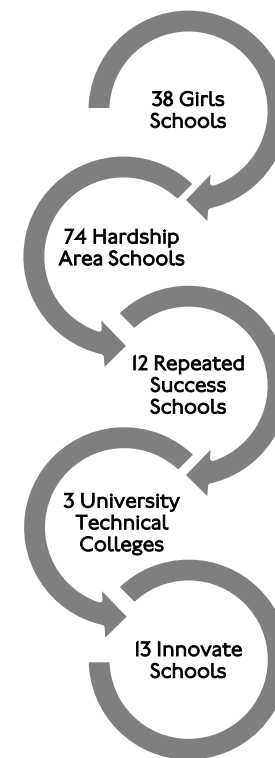 38 Girls
Schools
74 Hardship
Area Schools
12 Repeated
Success
Schools
3 University
Technical
Colleges
13 Innovate
Schools